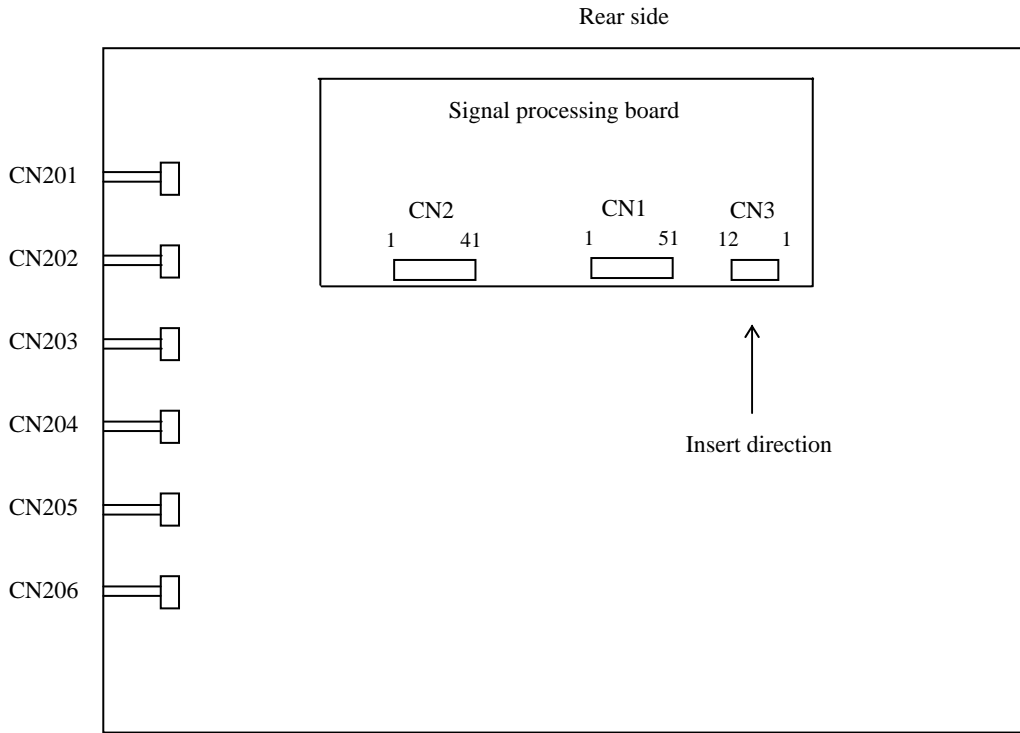 Rear side
Signal processing board
CN201
CN2 CN1 CN3
1 41 1 51 12 1
CN202
CN203
CN204
Insert direction
CN205
CN206